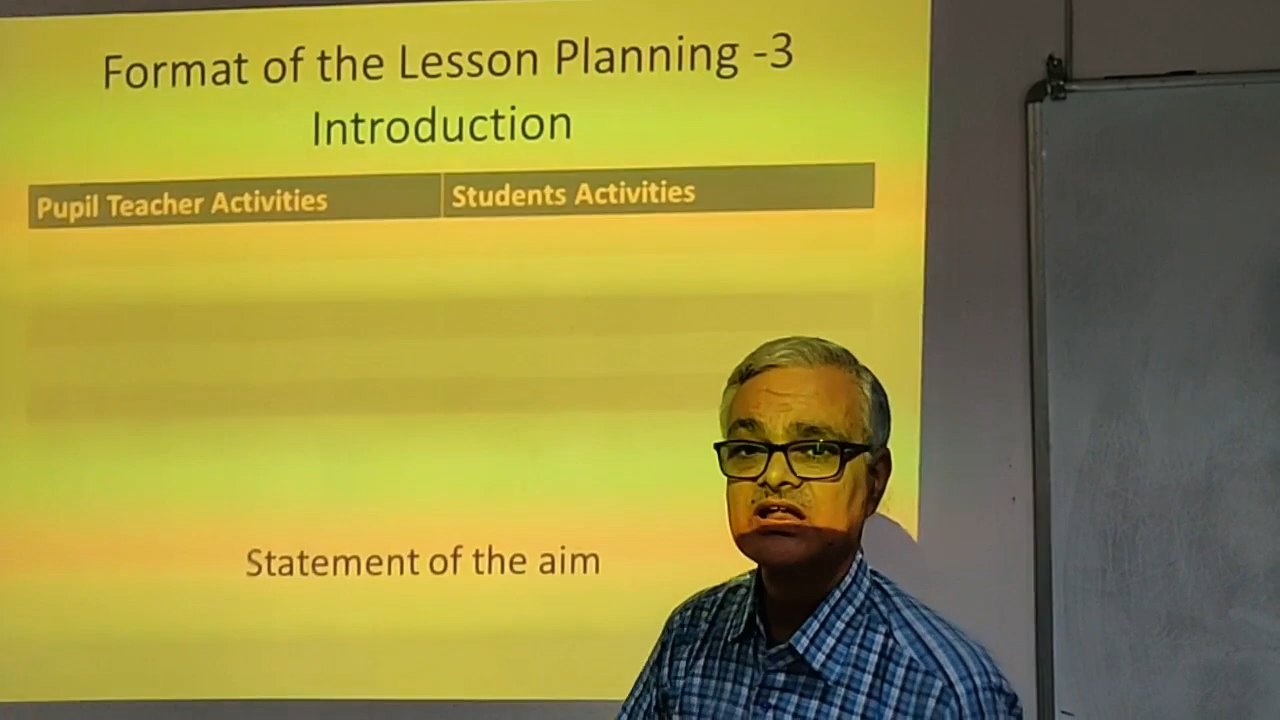 Format of the Lesson Planning -3
Introduction
Pupil Teacher Activities Students Activities
Statement of the aim